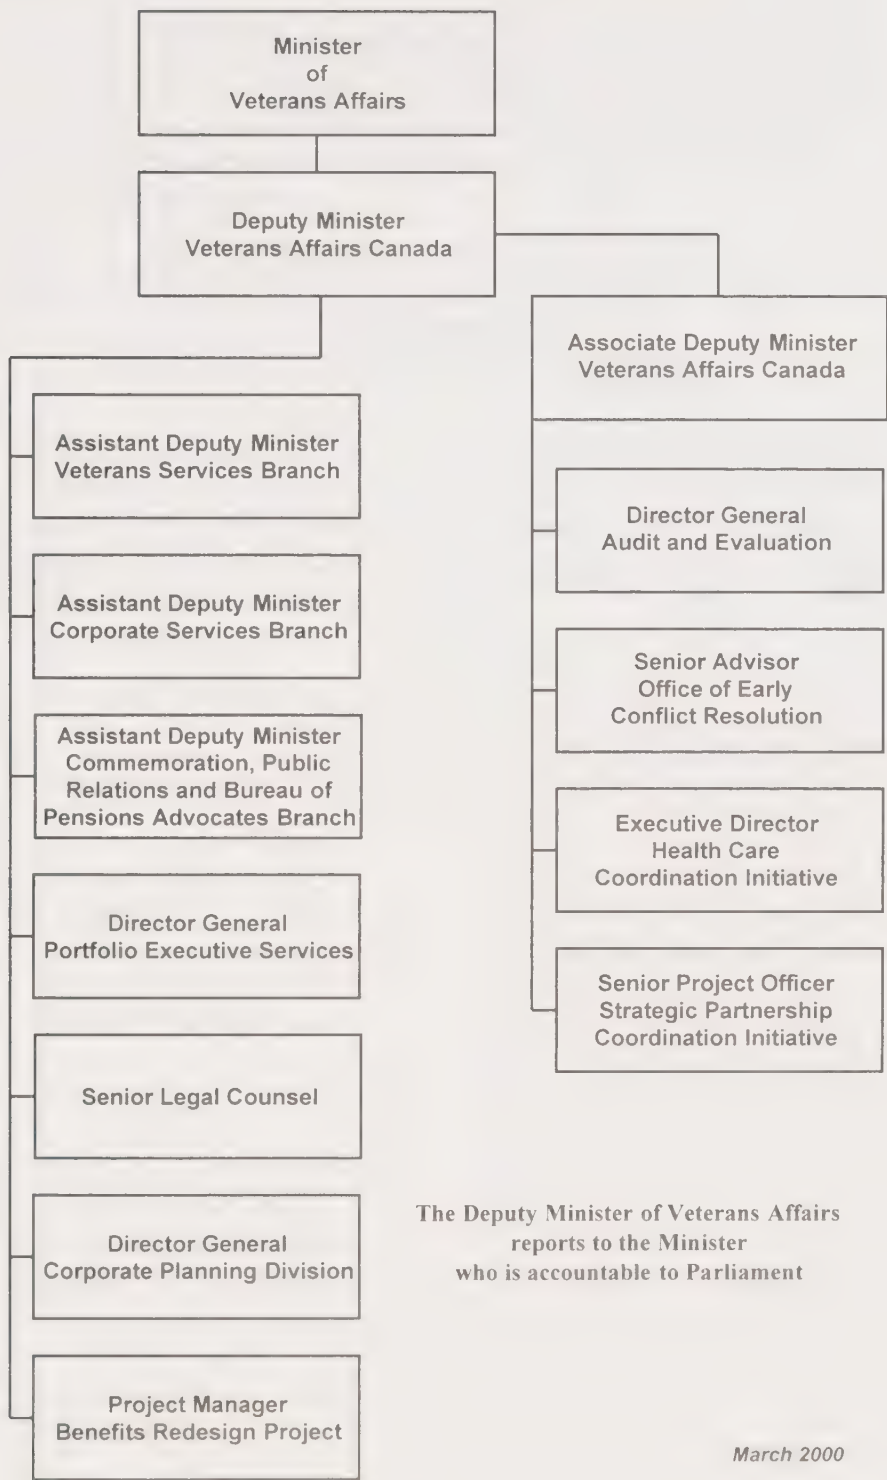 Minister
of
Veterans Affairs
Deputy Minister
Veterans Affairs Canada
Associate Deputy Minister
Veterans Affairs Canada
Assistant Deputy Minister
Veterans Services Branch
Assistant Deputy Minister
Corporate Services Branch
Assistant Deputy Minister
Commemoration, Public
Relations and Bureau of
Pensions Advocates Branch
Director General
Portfolio Executive Services
Senior Legal Counsel
Director General
Corporate Planning Division
Project Manager
Benefits Redesign Project
Director General
Audit and Evaluation
Senior Advisor
Office of Early
Conflict Resolution
Executive Director
Health Care
Coordination Initiative
Senior Project Officer
Strategic Partnership
Coordination Initiative
The Deputy Minister of Veterans Affairs
reports to the Minister
who is accountable to Parliament
March 2000